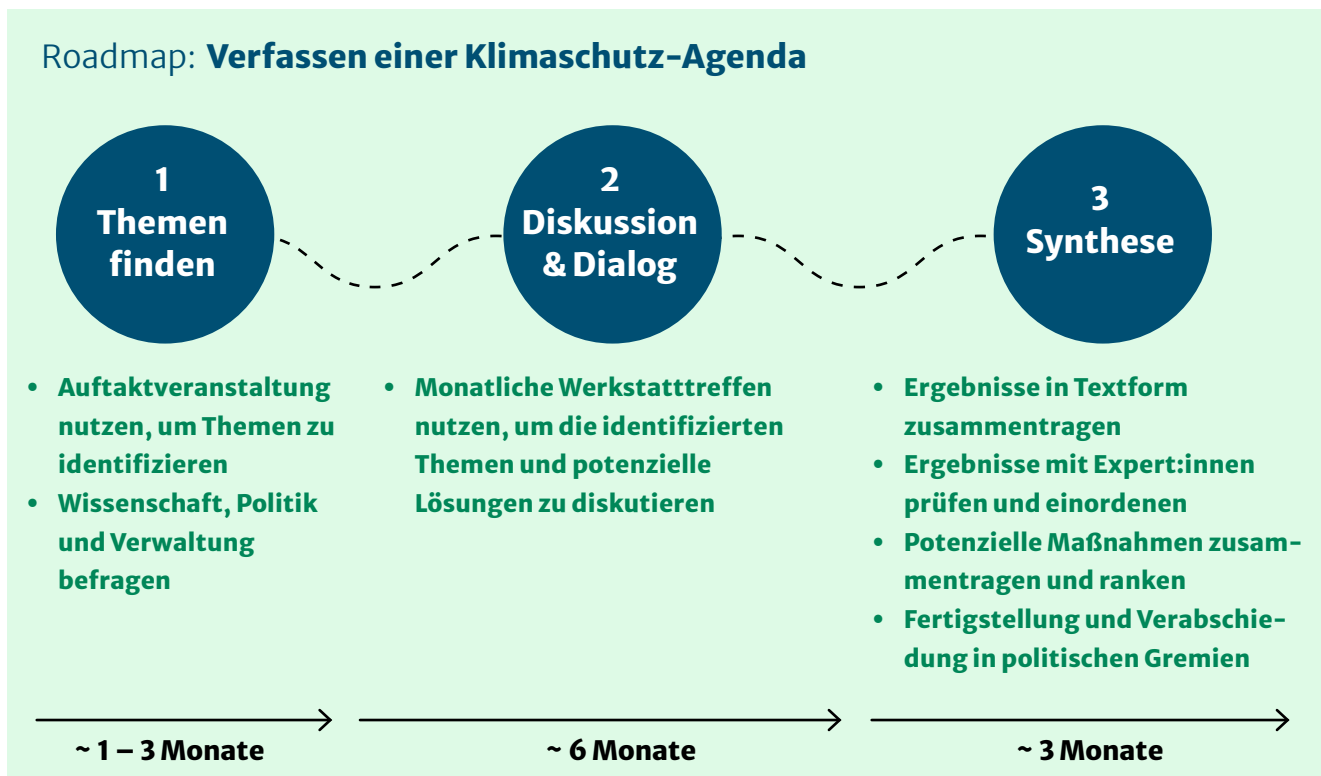 Roadmap: Verfassen einer Klimaschutz-Agenda
1
Themen
finden
2
Diskussion
& Dialog
3
Synthese
• Auftaktveranstaltung
nutzen, um Themen zu
identifizieren
• Wissenschaft, Politik
und Verwaltung
befragen
• Monatliche Werkstatttreffen
nutzen, um die identifizierten
Themen und potenzielle
Lösungen zu diskutieren
• Ergebnisse in Textform
zusammentragen
• Ergebnisse mit Expert:innen
prüfen und einordenen
• Potenzielle Maßnahmen zusam-
mentragen und ranken
• Fertigstellung und Verabschie-
dung in politischen Gremien
~ 1 – 3 Monate
~ 6 Monate
~ 3 Monate